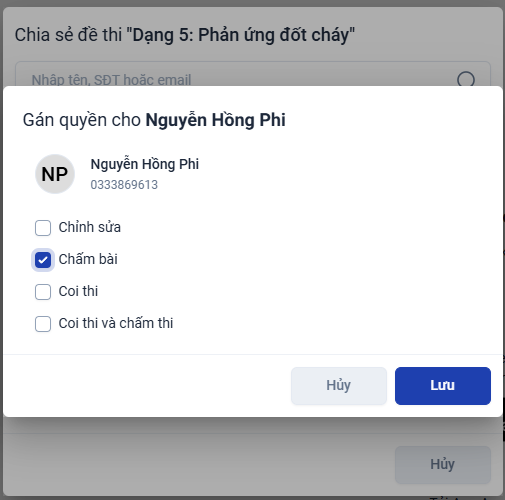 Chia sẻ đề thi "Dạng 5: Phản ứng đốt cháy"
Nhập tên, SĐT hoặc email
Gán quyền cho Nguyễn Hồng Phi
NP
Nguyễn Hồng Phi
0333869613
Chỉnh sửa
Chấm bài
Coi thi
Coi thi và chấm thi
Hủy
Lưu
Hủy